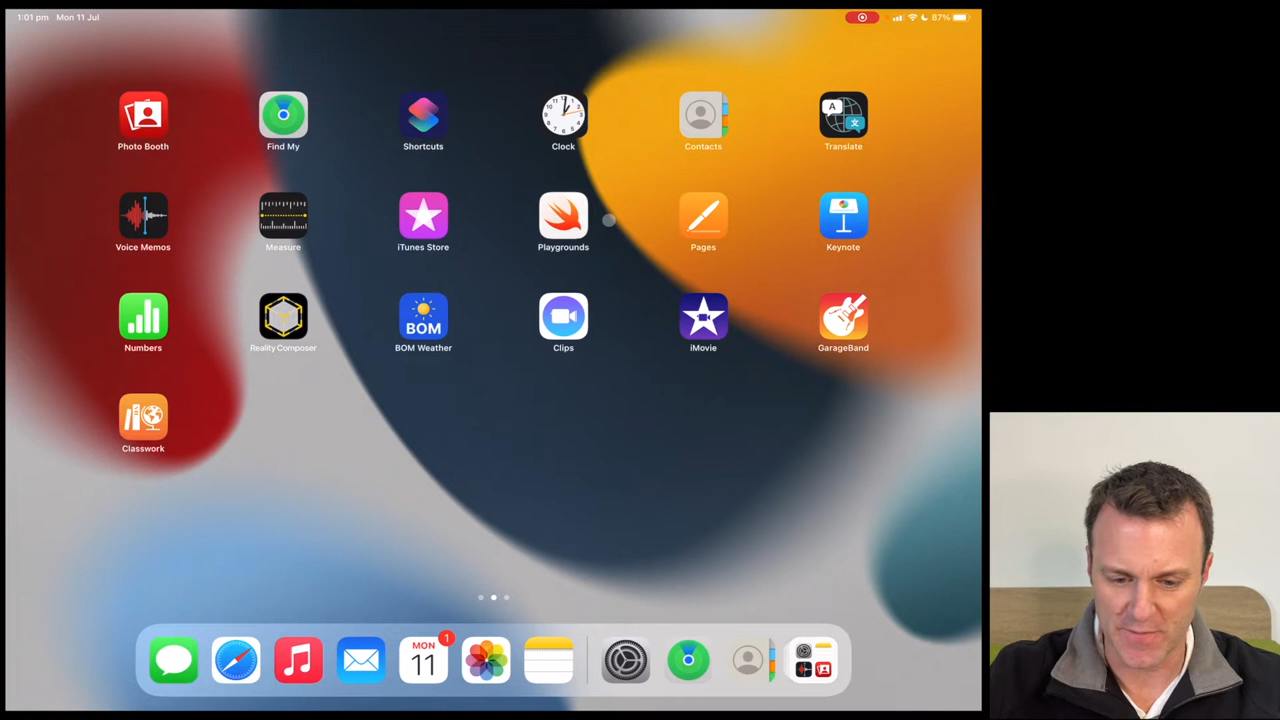 1:01 pm Mon 11 Jul
87%
Photo Booth
Find My
Shortcuts
Clock
Contacts
Translate
Voice Memos
Measure
iTunes Store
Playgrounds
Pages
Keynote
Numbers
Reality Composer
BOM
BOM Weather
Clips
iMovie
GarageBand
Classwork
MON
11
1